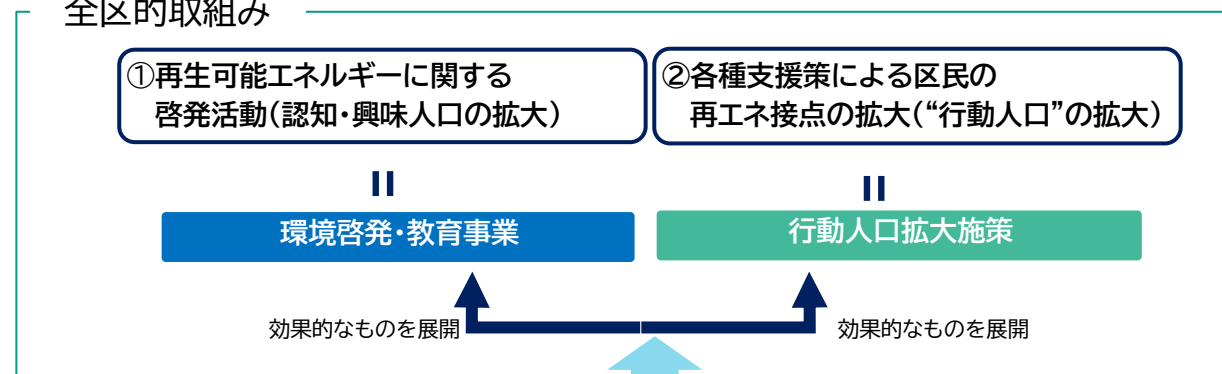 全区的取組み
①再生可能エネルギーに関する
啓発活動(認知・興味人口の拡大)
②各種支援策による区民の
再エネ接点の拡大(“行動人口”の拡大)
環境啓発・教育事業
行動人口拡大施策
効果的なものを展開
効果的なものを展開